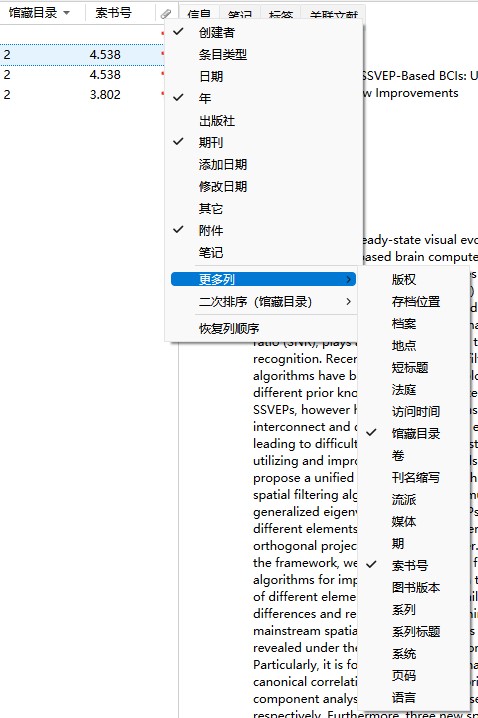 馆藏目录 索书号 信息 笔记 标签 关联文献
2 4.538
2 4.538
2 3.802
创建者
条目类型
日期
年
出版社
期刊
添加日期
修改日期
其它
附件
笔记
更多列
二次排序（馆藏目录）
恢复列顺序
版权
存档位置
档案
地点
短标题
法庭
访问时间
馆藏目录
卷
刊名缩写
流派
媒体
期
索书号
图书版本
系列
系列标题
系统
页码
语言
SSVEP-Based BCIs: U
w Improvements
eady-state visual evo
ased brain compute
ratio (SNR), plays
recognition. Recen
algorithms have b
different prior kno
SSVEPs, however h
interconnect and
leading to difficult
utilizing and impro
propose a unified
spatial filtering alg
generalized eigenv
different elements
orthogonal projec
the framework, we
algorithms for imp
of different eleme
differences and re
mainstream spatia
revealed under the
Particularly, it is fo
canonical correlati
component analys
respectively. Furthermore, three new sp